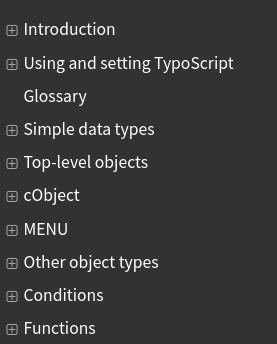 Introduction
Using and setting TypoScript
Glossary
Simple data types
Top-level objects
cObject
MENU
Other object types
Conditions
Functions